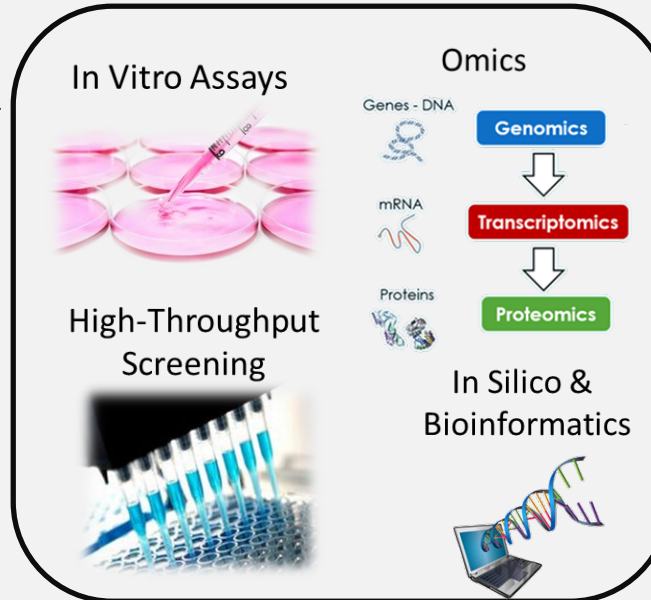 In Vitro Assays
Omics
Genes - DNA
Genomics
mRNA
Transcriptomics
Proteins
Proteomics
High-Throughput
Screening
In Silico &
Bioinformatics